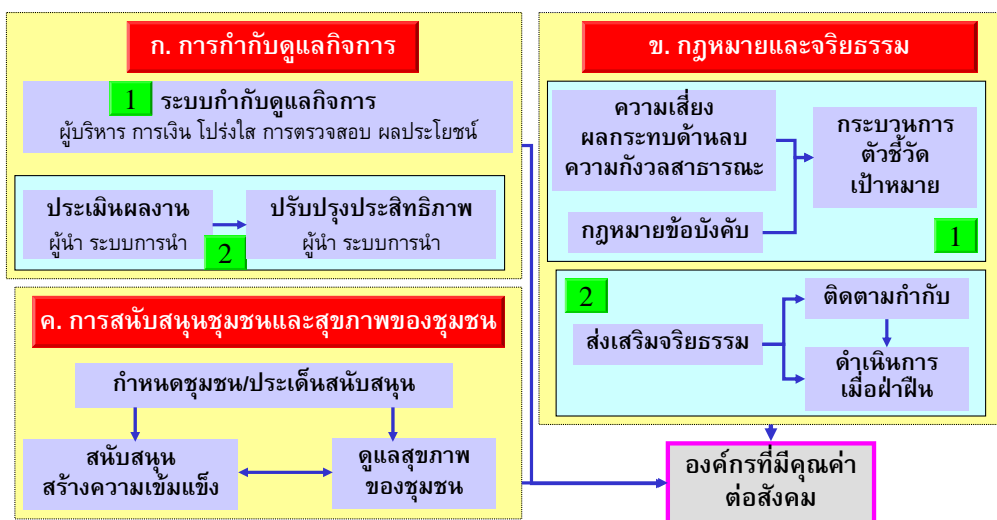 ก. การกำกับดูแลกิจการ
1 ระบบกำกับดูแลกิจการ
ผู้บริหาร การเงิน โปร่งใส การตรวจสอบ ผลประโยชน์
ประเมินผลงาน
ผู้นำ ระบบการนำ
2
ปรับปรุงประสิทธิภาพ
ผู้นำ ระบบการนำ
ข. กฎหมายและจริยธรรม
ความเสี่ยง
ผลกระทบด้านลบ
ความกังวลสาธารณะ
กฎหมายข้อบังคับ
กระบวนการ
ตัวชี้วัด
เป้าหมาย
1
2
ส่งเสริมจริยธรรม
ติดตามกำกับ
ดำเนินการ
เมื่อฝ่าฝืน
ค. การสนับสนุนชุมชนและสุขภาพของชุมชน
กำหนดชุมชน/ประเด็นสนับสนุน
สนับสนุน
สร้างความเข้มแข็ง
ดูแลสุขภาพ
ของชุมชน
องค์กรที่มีคุณค่า
ต่อสังคม